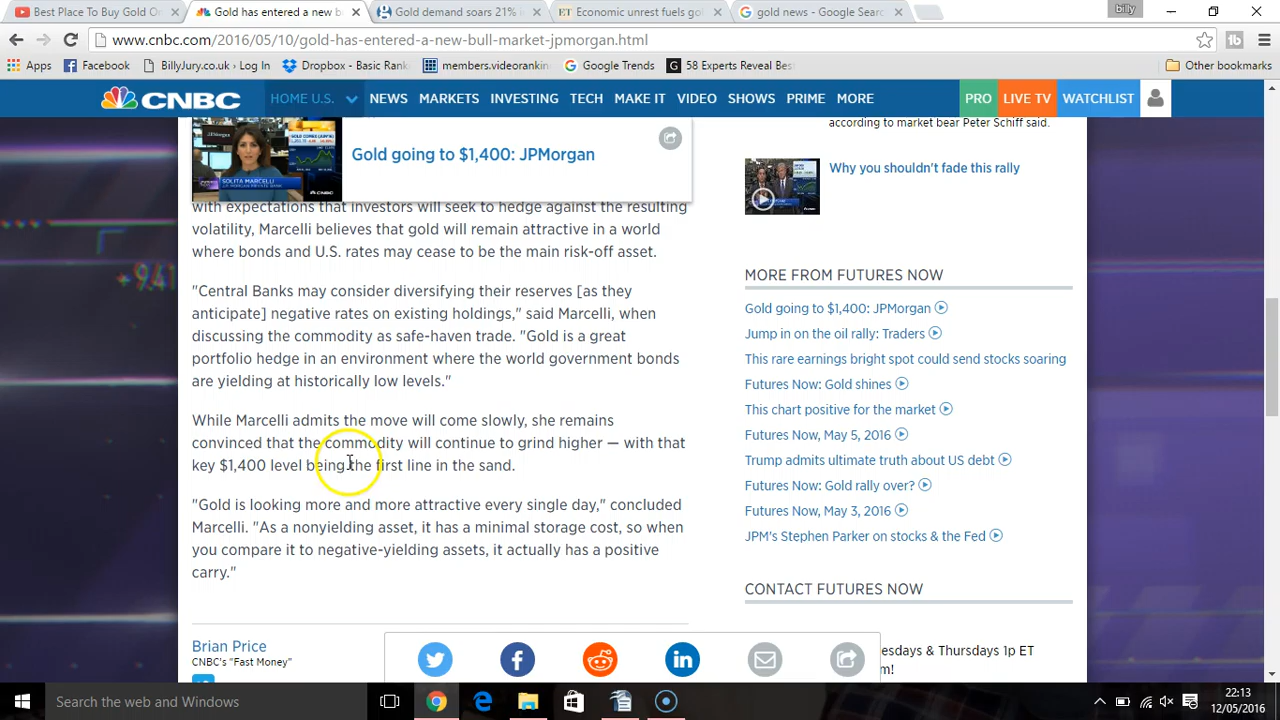 Best Place To Buy Gold On
Gold has entered a new b
Gold demand soars 21%
Economic unrest fuels gol
gold news - Google Searc
billy
www.cnbc.com/2016/05/10/gold-has-entered-a-new-bull-market-jpmorgan.html
Apps
Facebook
BillyJury.co.uk › Log In
Dropbox - Basic Rank
members.videorankin
Google Trends
58 Experts Reveal Bes
Other bookmarks
CNBC
HOME U.S. NEWS MARKETS INVESTING TECH MAKE IT VIDEO SHOWS PRIME MORE
PRO LIVE TV WATCHLIST
SOLITA MARCELLI
Gold going to $1,400: JPMorgan
with expectations that investors will seek to hedge against the resulting
volatility, Marcelli believes that gold will remain attractive in a world
where bonds and U.S. rates may cease to be the main risk-off asset.
"Central Banks may consider diversifying their reserves [as they
anticipate] negative rates on existing holdings," said Marcelli, when
discussing the commodity as safe-haven trade. "Gold is a great
portfolio hedge in an environment where the world government bonds
are yielding at historically low levels."
While Marcelli admits the move will come slowly, she remains
convinced that the commodity will continue to grind higher — with that
key $1,400 level being the first line in the sand.
"Gold is looking more and more attractive every single day," concluded
Marcelli. "As a nonyielding asset, it has a minimal storage cost, so when
you compare it to negative-yielding assets, it actually has a positive
carry."
Brian Price
CNBC's "Fast Money"
according to market bear Peter Schiff said.
Why you shouldn't fade this rally
MORE FROM FUTURES NOW
Gold going to $1,400: JPMorgan
Jump in on the oil rally: Traders
This rare earnings bright spot could send stocks soaring
Futures Now: Gold shines
This chart positive for the market
Futures Now, May 5, 2016
Trump admits ultimate truth about US debt
Futures Now: Gold rally over?
Futures Now, May 3, 2016
JPM's Stephen Parker on stocks & the Fed
CONTACT FUTURES NOW
esdays & Thursdays 1p ET
m!
Search the web and Windows
22:13
12/05/2016